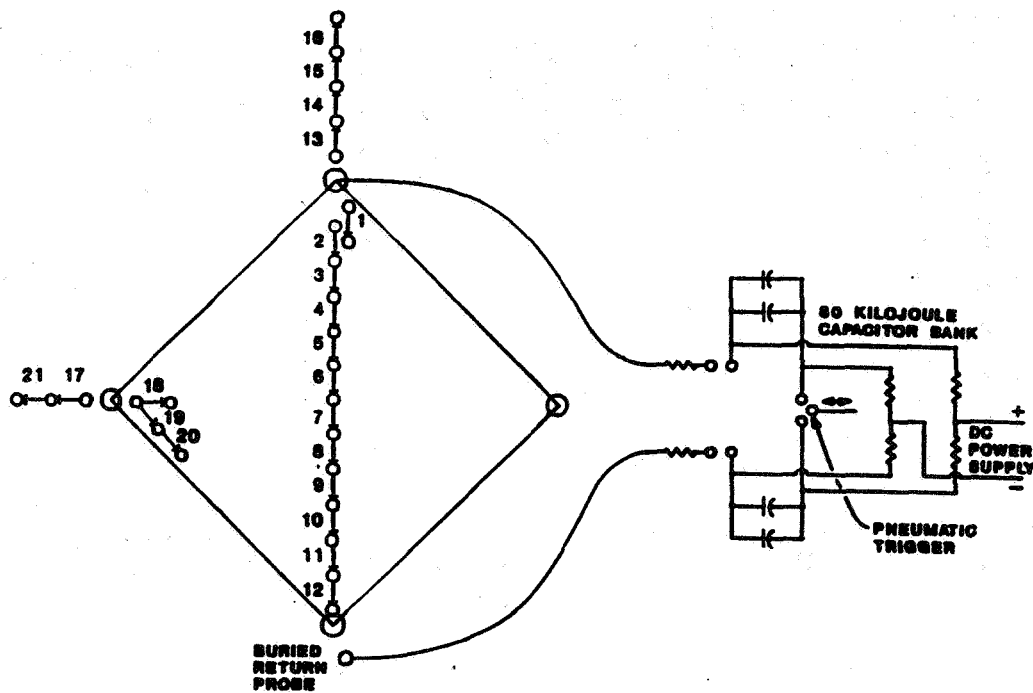 16
15
14
13
1
2
3
4
5
6
7
8
9
10
11
12
21 17
18
19
20
80 KILOJOULE
CAPACITOR BANK
+
DC
POWER
SUPPLY
−
PNEUMATIC
TRIGGER
BURIED
RETURN
PROBE